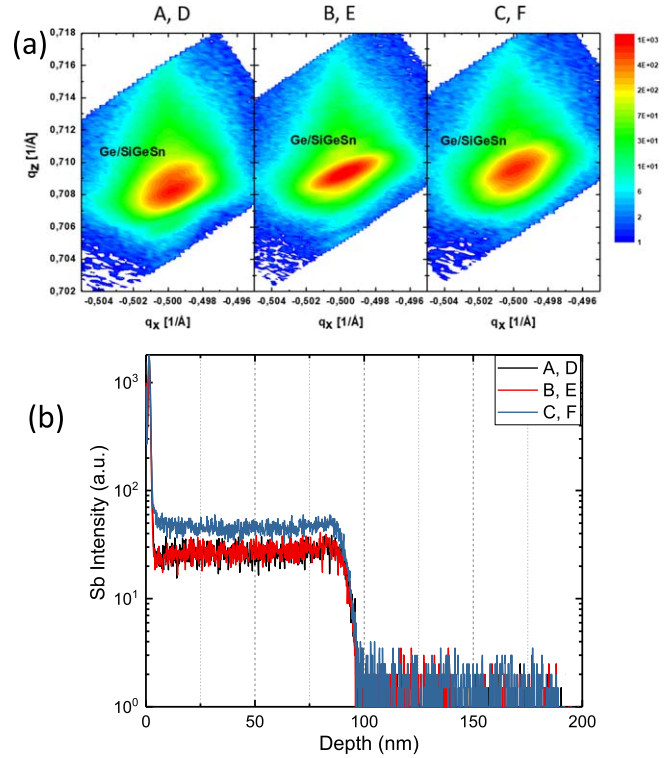 A, D B, E C, F
(a)
0,718
0,716
0,714
0,712
0,710
0,708
0,706
0,704
0,702
qz [1/Å]
Ge/SiGeSn Ge/SiGeSn Ge/SiGeSn
-0,504 -0,502 -0,500 -0,498 -0,496 -0,504 -0,502 -0,500 -0,498 -0,496 -0,504 -0,502 -0,500 -0,498 -0,496
qx [1/Å] qx [1/Å] qx [1/Å]
1E+03
4E+02
2E+02
7E+01
3E+01
1E+01
6
2
1
(b)
10³
10²
10¹
10⁰
Sb Intensity (a.u.)
A, D
B, E
C, F
0 50 100 150 200
Depth (nm)